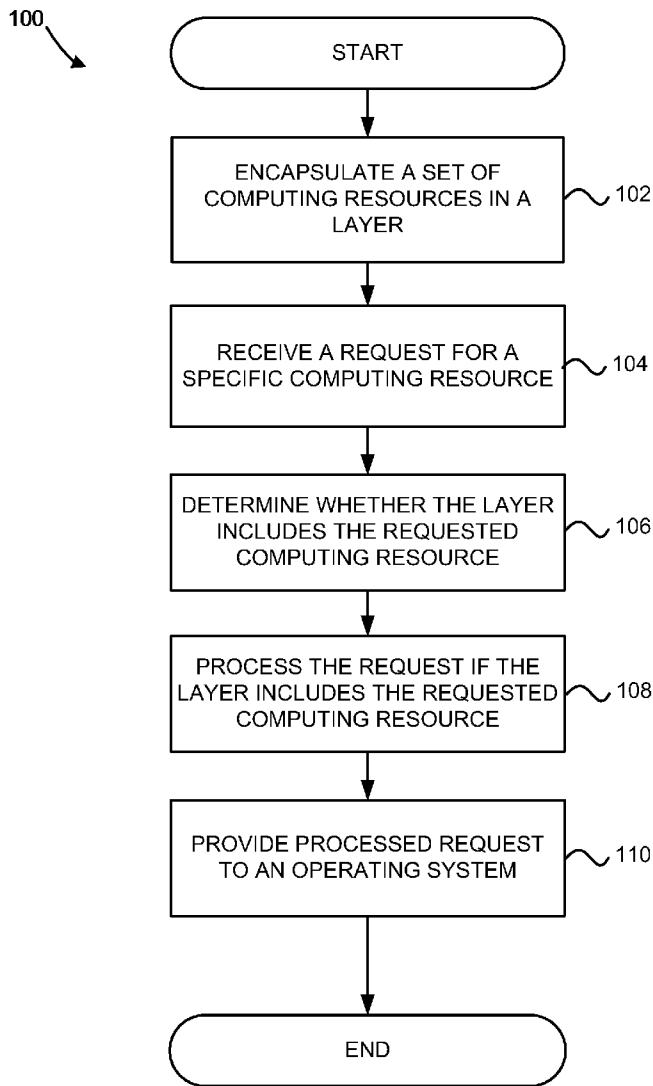 100
START
ENCAPSULATE A SET OF
COMPUTING RESOURCES IN A
LAYER
102
RECEIVE A REQUEST FOR A
SPECIFIC COMPUTING RESOURCE
104
DETERMINE WHETHER THE LAYER
INCLUDES THE REQUESTED
COMPUTING RESOURCE
106
PROCESS THE REQUEST IF THE
LAYER INCLUDES THE REQUESTED
COMPUTING RESOURCE
108
PROVIDE PROCESSED REQUEST
TO AN OPERATING SYSTEM
110
END